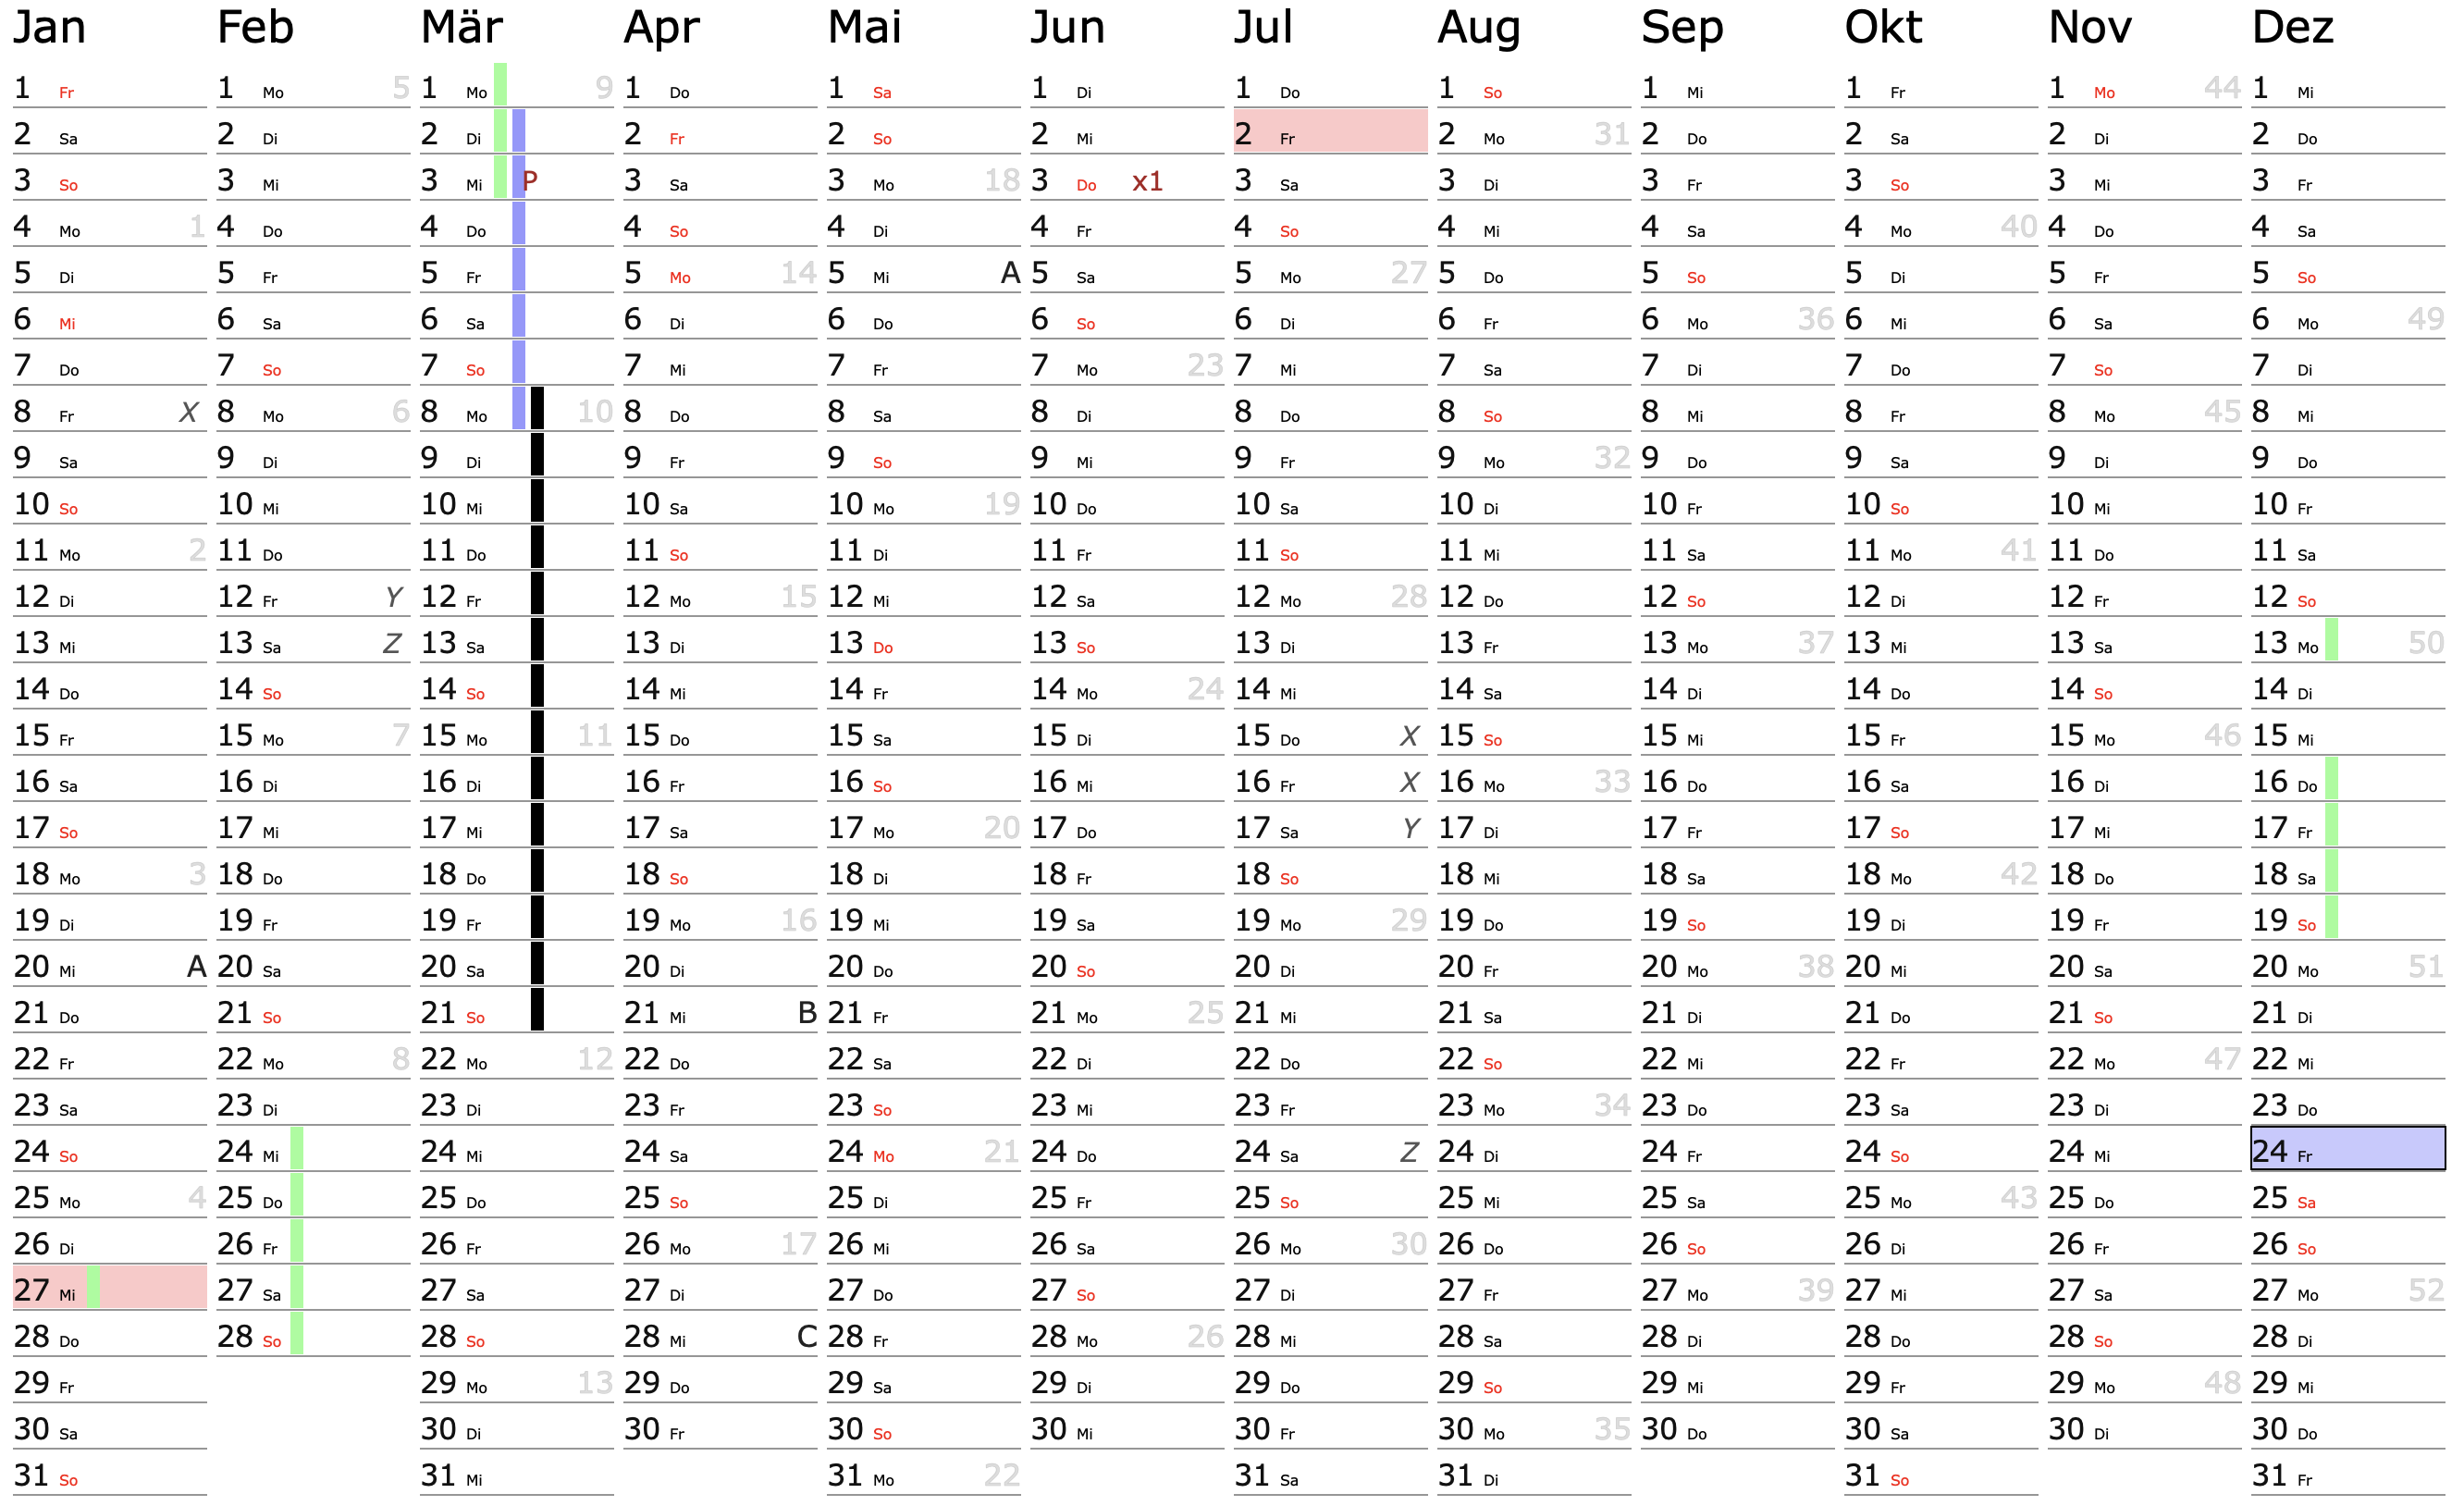 Jan Feb Mär Apr Mai Jun Jul Aug Sep Okt Nov Dez
1 Fr 1 Mo 5 1 Mo 9 1 Do 1 Sa 1 Di 1 Do 1 So 1 Mi 1 Fr 1 Mo 44 1 Mi
2 Sa 2 Di 2 Di 2 Fr 2 So 2 Mi 2 Fr 2 Mo 31 2 Do 2 Sa 2 Di 2 Do
3 So 3 Mi 3 Mi P 3 Sa 3 Mo 18 3 Do x1 3 Sa 3 Di 3 Fr 3 So 3 Mi 3 Fr
4 Mo 1 4 Do 4 Do 4 So 4 Di 4 Fr 4 So 4 Mi 4 Sa 4 Mo 40 4 Do 4 Sa
5 Di 5 Fr 5 Fr 5 Mo 14 5 Mi A 5 Sa 5 Mo 27 5 Do 5 So 5 Di 5 Fr 5 So
6 Mi 6 Sa 6 Sa 6 Di 6 Do 6 So 6 Di 6 Fr 6 Mo 36 6 Mi 6 Sa 6 Mo 49
7 Do 7 So 7 So 7 Mi 7 Fr 7 Mo 23 7 Mi 7 Sa 7 Di 7 Do 7 So 7 Di
8 Fr X 8 Mo 6 8 Mo 10 8 Do 8 Sa 8 Di 8 Do 8 So 8 Mi 8 Fr 8 Mo 45 8 Mi
9 Sa 9 Di 9 Di 9 Fr 9 So 9 Mi 9 Fr 9 Mo 32 9 Do 9 Sa 9 Di 9 Do
10 So 10 Mi 10 Mi 10 Sa 10 Mo 19 10 Do 10 Sa 10 Di 10 Fr 10 So 10 Mi 10 Fr
11 Mo 2 11 Do 11 Do 11 So 11 Di 11 Fr 11 So 11 Mi 11 Sa 11 Mo 41 11 Do 11 Sa
12 Di 12 Fr Y 12 Fr 12 Mo 15 12 Mi 12 Sa 12 Mo 28 12 Do 12 So 12 Di 12 Fr 12 So
13 Mi 13 Sa Z 13 Sa 13 Di 13 Do 13 So 13 Di 13 Fr 13 Mo 37 13 Mi 13 Sa 13 Mo 50
14 Do 14 So 14 So 14 Mi 14 Fr 14 Mo 24 14 Mi 14 Sa 14 Di 14 Do 14 So 14 Di
15 Fr 15 Mo 7 15 Mo 11 15 Do 15 Sa 15 Di 15 Do X 15 So 15 Mi 15 Fr 15 Mo 46 15 Mi
16 Sa 16 Di 16 Di 16 Fr 16 So 16 Mi 16 Fr X 16 Mo 33 16 Do 16 Sa 16 Di 16 Do
17 So 17 Mi 17 Mi 17 Sa 17 Mo 20 17 Do 17 Sa Y 17 Di 17 Fr 17 So 17 Mi 17 Fr
18 Mo 3 18 Do 18 Do 18 So 18 Di 18 Fr 18 So 18 Mi 18 Sa 18 Mo 42 18 Do 18 Sa
19 Di 19 Fr 19 Fr 19 Mo 16 19 Mi 19 Sa 19 Mo 29 19 Do 19 So 19 Di 19 Fr 19 So
20 Mi A 20 Sa 20 Sa 20 Di 20 Do 20 So 20 Di 20 Fr 20 Mo 38 20 Mi 20 Sa 20 Mo 51
21 Do 21 So 21 So 21 Mi B 21 Fr 21 Mo 25 21 Mi 21 Sa 21 Di 21 Do 21 So 21 Di
22 Fr 22 Mo 8 22 Mo 12 22 Do 22 Sa 22 Di 22 Do 22 So 22 Mi 22 Fr 22 Mo 47 22 Mi
23 Sa 23 Di 23 Di 23 Fr 23 So 23 Mi 23 Fr 23 Mo 34 23 Do 23 Sa 23 Di 23 Do
24 So 24 Mi 24 Mi 24 Sa 24 Mo 21 24 Do 24 Sa Z 24 Di 24 Fr 24 So 24 Mi 24 Fr
25 Mo 4 25 Do 25 Do 25 So 25 Di 25 Fr 25 So 25 Mi 25 Sa 25 Mo 43 25 Do 25 Sa
26 Di 26 Fr 26 Fr 26 Mo 17 26 Mi 26 Sa 26 Mo 30 26 Do 26 So 26 Di 26 Fr 26 So
27 Mi 27 Sa 27 Sa 27 Di 27 Do 27 So 27 Di 27 Fr 27 Mo 39 27 Mi 27 Sa 27 Mo 52
28 Do 28 So 28 So 28 Mi C 28 Fr 28 Mo 26 28 Mi 28 Sa 28 Di 28 Do 28 So 28 Di
29 Fr 29 Mo 13 29 Do 29 Sa 29 Di 29 Do 29 So 29 Mi 29 Fr 29 Mo 48 29 Mi
30 Sa 30 Di 30 Fr 30 So 30 Mi 30 Fr 30 Mo 35 30 Do 30 Sa 30 Di 30 Do
31 So 31 Mi 31 Mo 22 31 Sa 31 Di 31 So 31 Fr